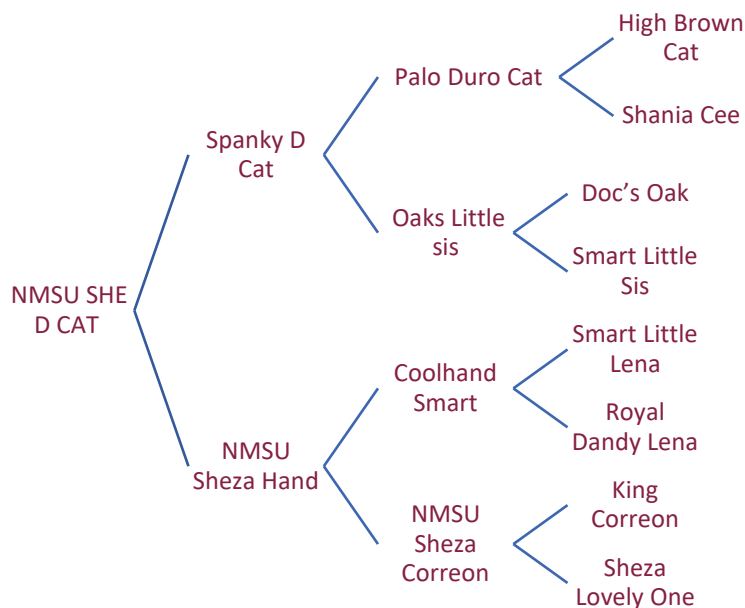 High Brown
Cat
Palo Duro Cat
Shania Cee
Spanky D
Cat
Doc’s Oak
Oaks Little
sis
Smart Little
Sis
NMSU SHE
D CAT
Smart Little
Lena
Coolhand
Smart
Royal
Dandy Lena
NMSU
Sheza Hand
King
Correon
NMSU
Sheza
Correon
Sheza
Lovely One